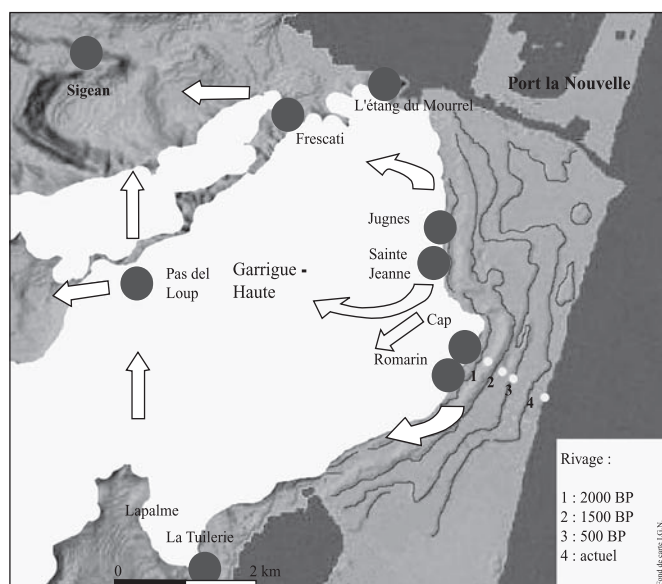 Port la Nouvelle
Sigean
L'étang du Mourrel
Frescati
Jugnes
Sainte
Jeanne
Pas del
Loup
Garrigue -
Haute
Cap
Romarin
1
2
3
4
Rivage :
1 : 2000 BP
2 : 1500 BP
3 : 500 BP
4 : actuel
Lapalme
La Tuilerie
0
2 km
de carte I.G.N.